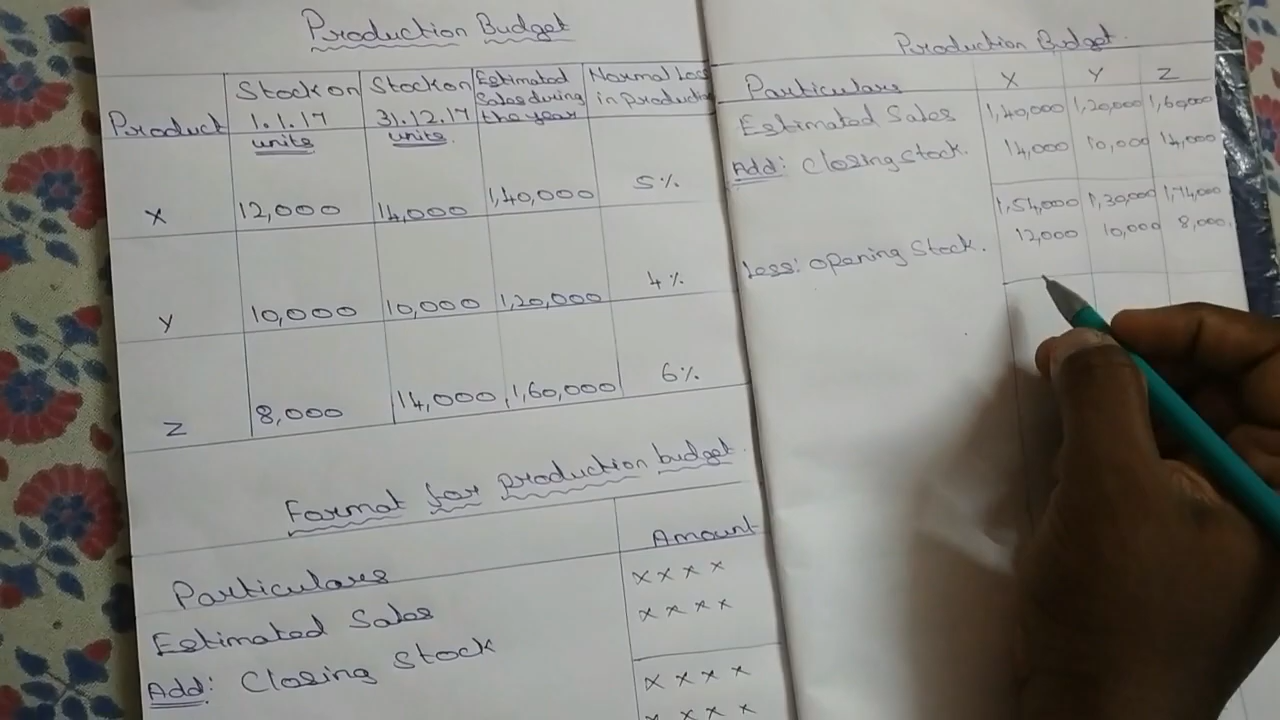 Production Budget
Product
Stock on
1.1.17
units
Stock on
31.12.17
units
Estimated
Sales during
the year
Normal Loss
in production
X 12,000 14,000 1,40,000 5%
Y 10,000 10,000 1,20,000 4%
Z 8,000 14,000 1,60,000 6%
Format for production budget
Particulars Amount
Estimated Sales xxxx
Add: Closing Stock xxxx
xxxx
xxxx
Production Budget
Particulars X Y Z
Estimated Sales 1,40,000 1,20,000 1,60,000
Add: Closing stock. 14,000 10,000 14,000
1,54,000 1,30,000 1,74,000
Less: Opening Stock. 12,000 10,000 8,000